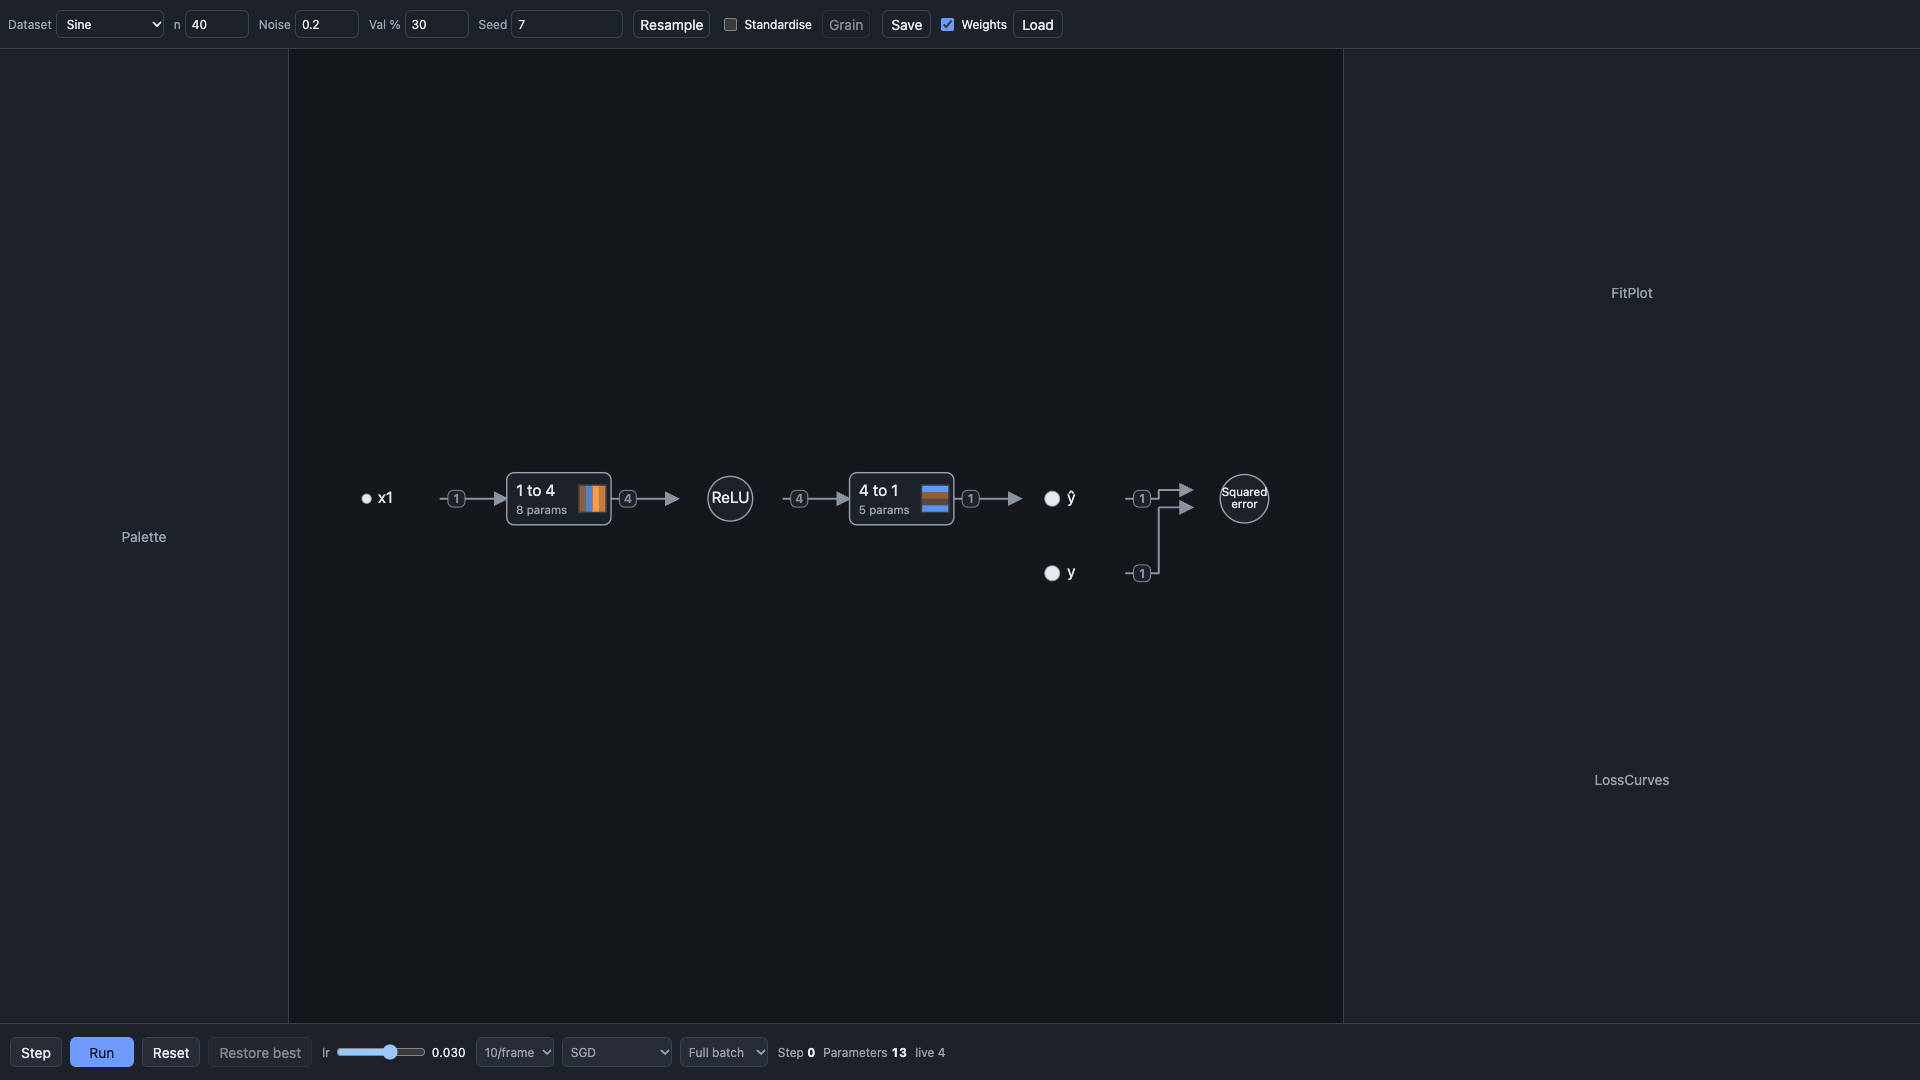 Dataset Sine n 40 Noise 0.2 Val % 30 Seed 7 Resample Standardise Grain Save Weights Load
Palette
x1
1
1 to 4
8 params
4
ReLU
4
4 to 1
5 params
1
ŷ
1
Squared
error
y
1
FitPlot
LossCurves
Step Run Reset Restore best lr 0.030 10/frame SGD Full batch Step 0 Parameters 13 live 4